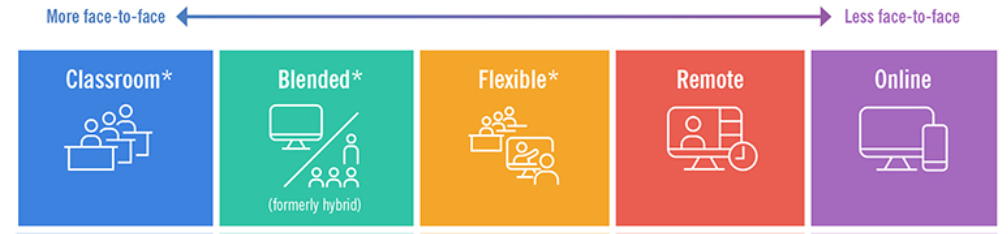 More face-to-face Less face-to-face
Classroom* Blended* Flexible* Remote Online
(formerly hybrid)